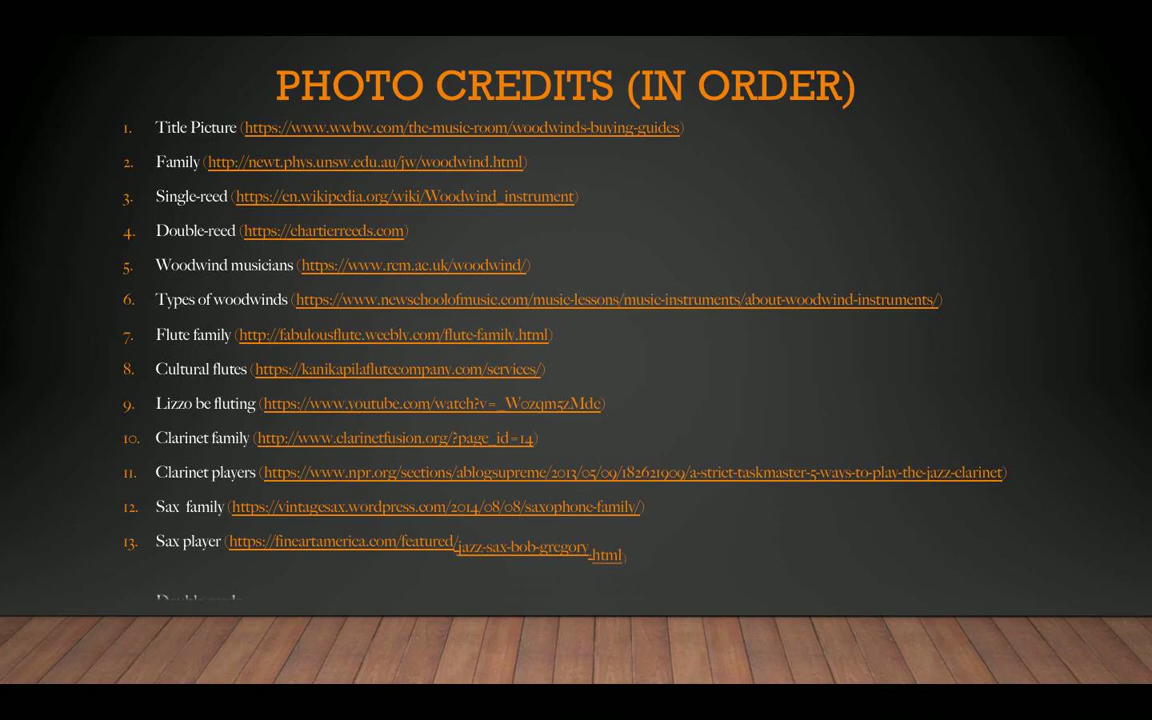 PHOTO CREDITS (IN ORDER)
1. Title Picture (https://www.wwbw.com/the-music-room/woodwinds-buying-guides)
2. Family (http://newt.phys.unsw.edu.au/jw/woodwind.html)
3. Single-reed (https://en.wikipedia.org/wiki/Woodwind_instrument)
4. Double-reed (https://chartierreeds.com)
5. Woodwind musicians (https://www.rcm.ac.uk/woodwind/)
6. Types of woodwinds (https://www.newschoolofmusic.com/music-lessons/music-instruments/about-woodwind-instruments/)
7. Flute family (http://fabulousflute.weebly.com/flute-family.html)
8. Cultural flutes (https://kanikapilaflutecompany.com/services/)
9. Lizzo be fluting (https://www.youtube.com/watch?v=_W0zqm5zMdc)
10. Clarinet family (http://www.clarinetfusion.org/?page_id=14)
11. Clarinet players (https://www.npr.org/sections/ablogsupreme/2013/05/09/182621909/a-strict-taskmaster-5-ways-to-play-the-jazz-clarinet)
12. Sax family (https://vintagesax.wordpress.com/2014/08/08/saxophone-family/)
13. Sax player (https://fineartamerica.com/featured/jazz-sax-bob-gregory.html)